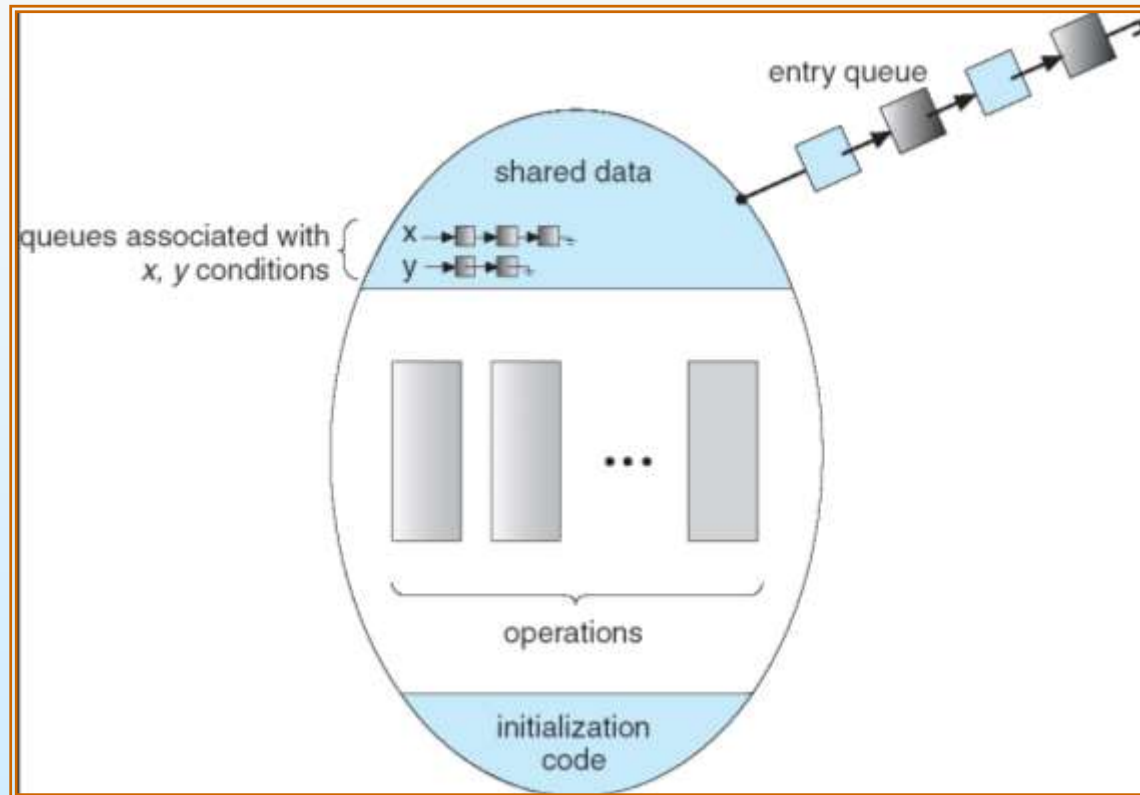 entry queue
shared data
queues associated with
x, y conditions
x
y
operations
initialization
code